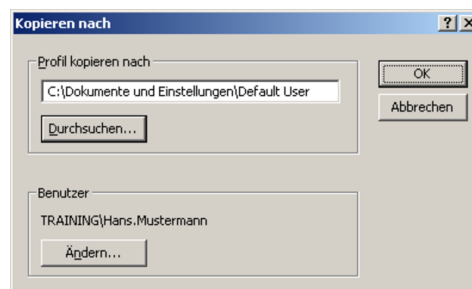 Kopieren nach
Profil kopieren nach
C:\Dokumente und Einstellungen\Default User
Durchsuchen...
OK
Abbrechen
Benutzer
TRAINING\Hans.Mustermann
Ändern...